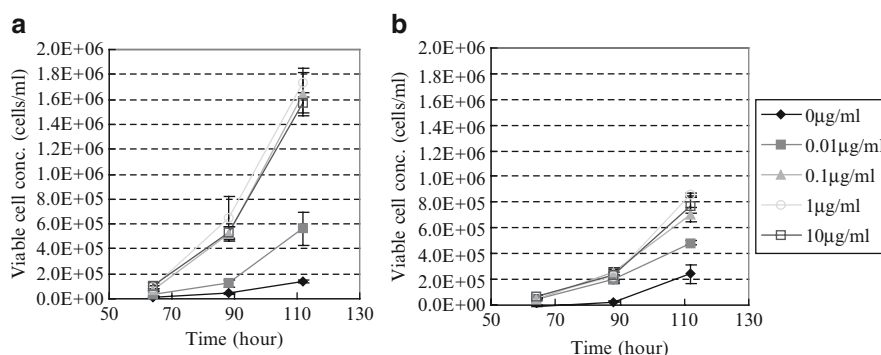 a
Viable cell conc. (cells/ml)
2.0E+06
1.8E+06
1.6E+06
1.4E+06
1.2E+06
1.0E+06
8.0E+05
6.0E+05
4.0E+05
2.0E+05
0.0E+00
50
70
90
110
130
Time (hour)
b
Viable cell conc. (cells/ml)
2.0E+06
1.8E+06
1.6E+06
1.4E+06
1.2E+06
1.0E+06
8.0E+05
6.0E+05
4.0E+05
2.0E+05
0.0E+00
50
70
90
110
130
Time (hour)
0µg/ml
0.01µg/ml
0.1µg/ml
1µg/ml
10µg/ml